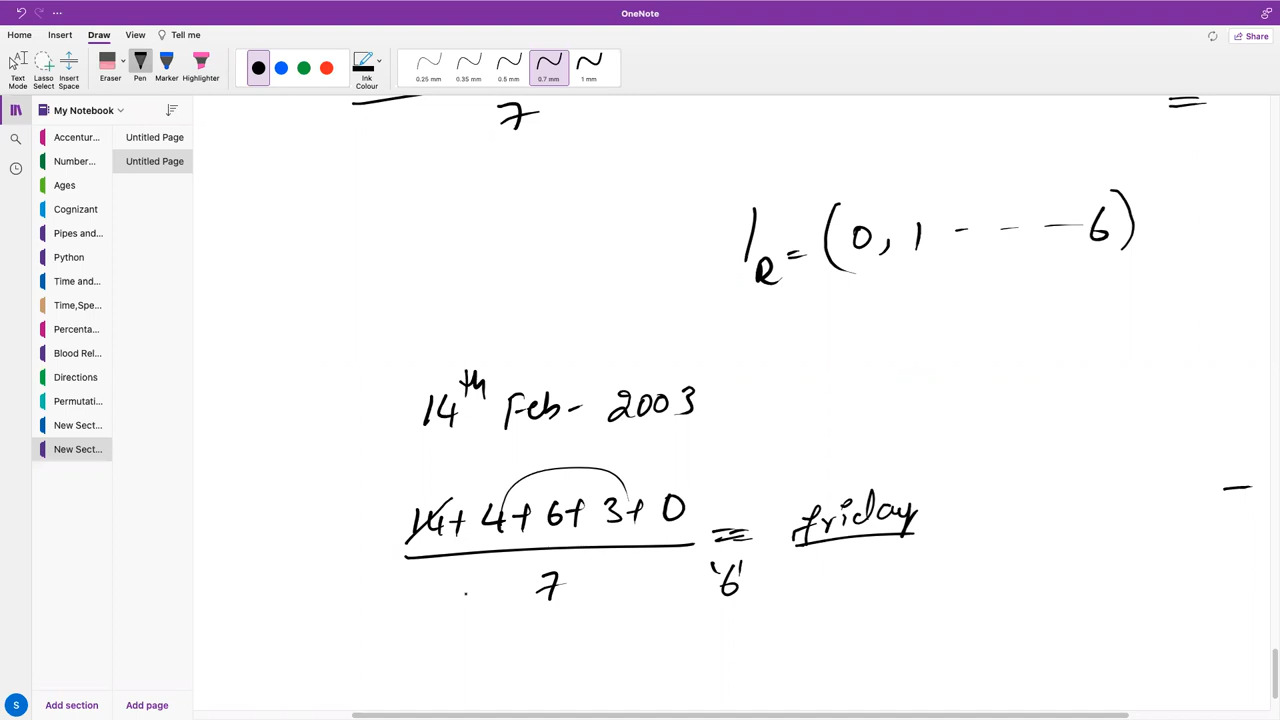 OneNote
Home Insert Draw View Tell me
Share
Text Mode
Lasso Select
Insert Space
Eraser
Pen
Marker
Highlighter
Ink Colour
0.25 mm
0.35 mm
0.5 mm
0.7 mm
1 mm
My Notebook
Accentur...
Number...
Ages
Cognizant
Pipes and...
Python
Time and...
Time,Spe...
Percenta...
Blood Rel...
Directions
Permutati...
New Sect...
New Sect...
Untitled Page
Untitled Page
S
Add section
Add page
7
=
R = (0, 1 - - - 6)
14th Feb - 2003
14 + 4 + 6 + 3 + 0
7
= friday
'6'